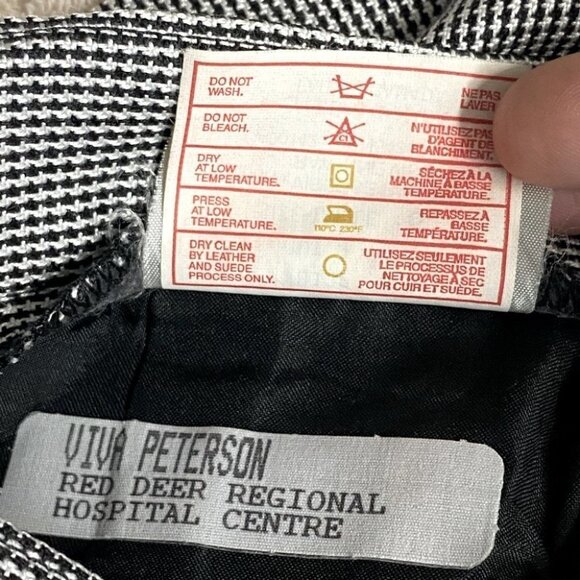 DO NOT
WASH.
NE PAS
LAVER
DO NOT
BLEACH.
CL
N'UTILISEZ PAS
D'AGENT DE
BLANCHIMENT.
DRY
AT LOW
TEMPERATURE.
SÉCHEZ À LA
MACHINE À BASSE
TEMPÉRATURE.
PRESS
AT LOW
TEMPERATURE.
110°C 230°F
REPASSEZ À
BASSE
TEMPÉRATURE.
DRY CLEAN
BY LEATHER
AND SUEDE
PROCESS ONLY.
UTILISEZ SEULEMENT
LE PROCESSUS DE
NETTOYAGE À SEC
POUR CUIR ET SUÈDE.
VIVA PETERSON
RED DEER REGIONAL
HOSPITAL CENTRE